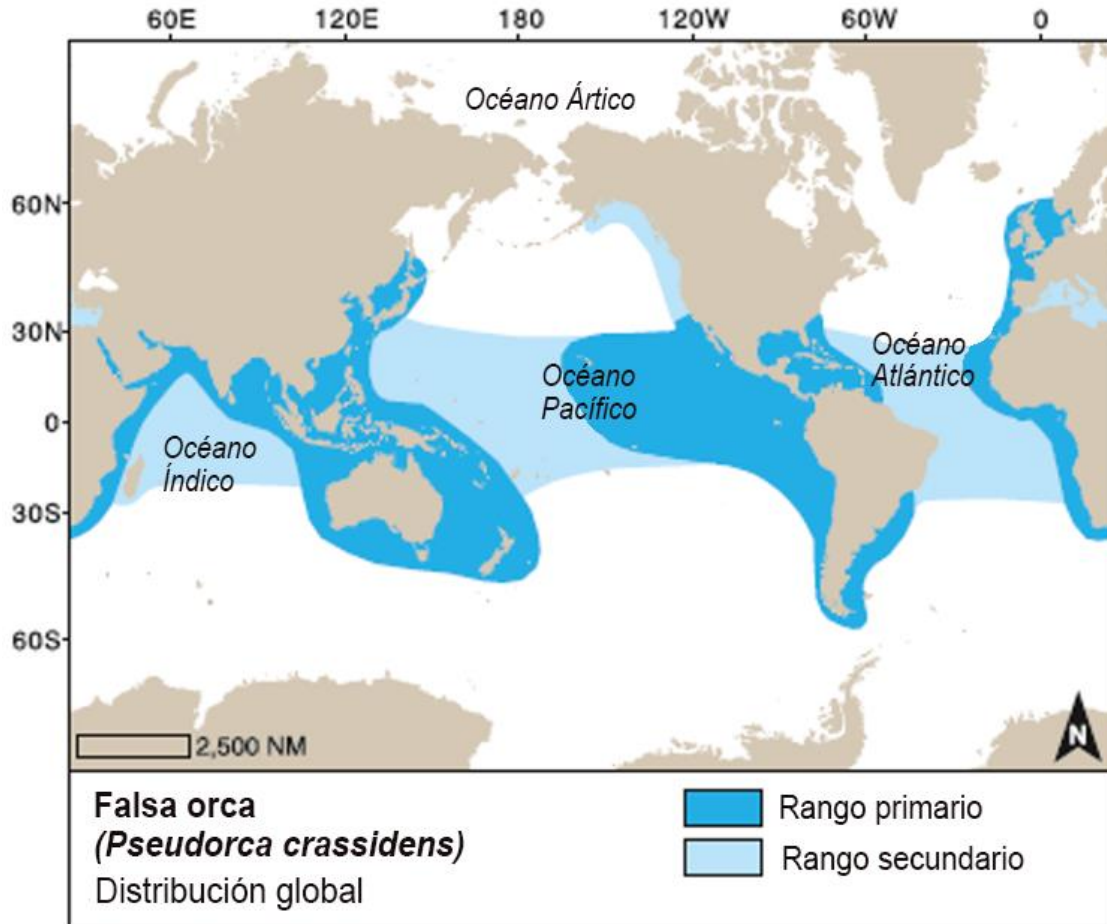 60E 120E 180 120W 60W 0
Océano Ártico
60N
30N
Océano
Atlántico
Océano
Pacífico
0
Océano
Índico
30S
60S
2,500 NM
N
Falsa orca
(Pseudorca crassidens)
Distribución global
Rango primario
Rango secundario